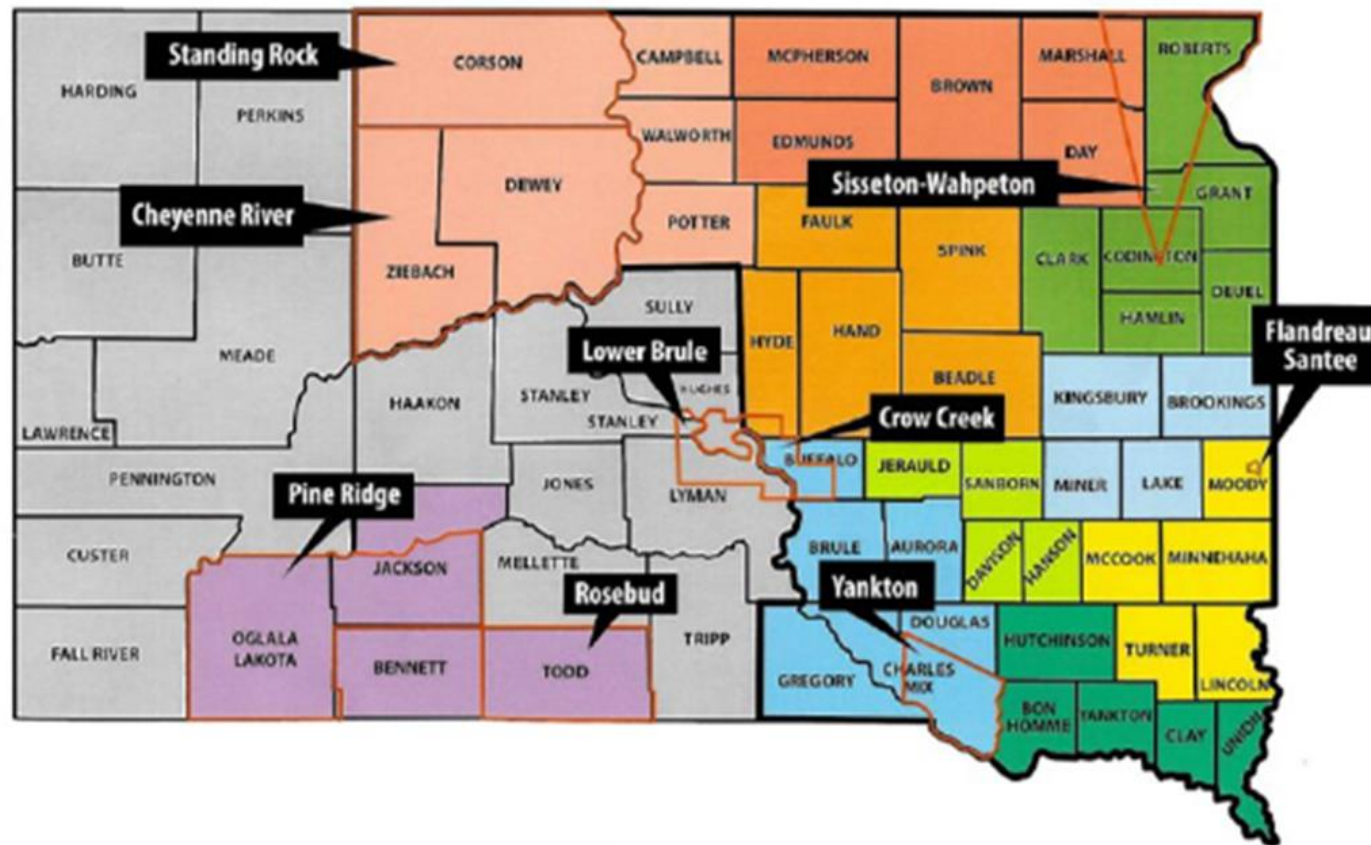 Standing Rock
CORSON
CAMPBELL
MCPHERSON
BROWN
MARSHALL
ROBERTS
HARDING
PERKINS
WALWORTH
EDMUNDS
DAY
Sisseton-Wahpeton
GRANT
Cheyenne River
DEWEY
POTTER
FAULK
SPINK
CLARK
CODINGTON
BUTTE
ZIEBACH
DEUEL
SULLY
HAMLIN
Flandreau
Santee
MEADE
Lower Brule
HYDE
HAND
HUGHES
BEADLE
KINGSBURY
BROOKINGS
HAAKON
STANLEY
STANLEY
Crow Creek
LAWRENCE
BUFFALO
JERAULD
PENNINGTON
Pine Ridge
JONES
LYMAN
SANBORN
MINER
LAKE
MOODY
CUSTER
JACKSON
MELLETTE
BRULE
AURORA
DAVISON
HANSON
MCCOOK
MINNEHAHA
Rosebud
Yankton
DOUGLAS
FALL RIVER
OGLALA
LAKOTA
BENNETT
TODD
TRIPP
GREGORY
CHARLES
MIX
HUTCHINSON
TURNER
LINCOLN
BON
HOMME
YANKTON
CLAY
UNION